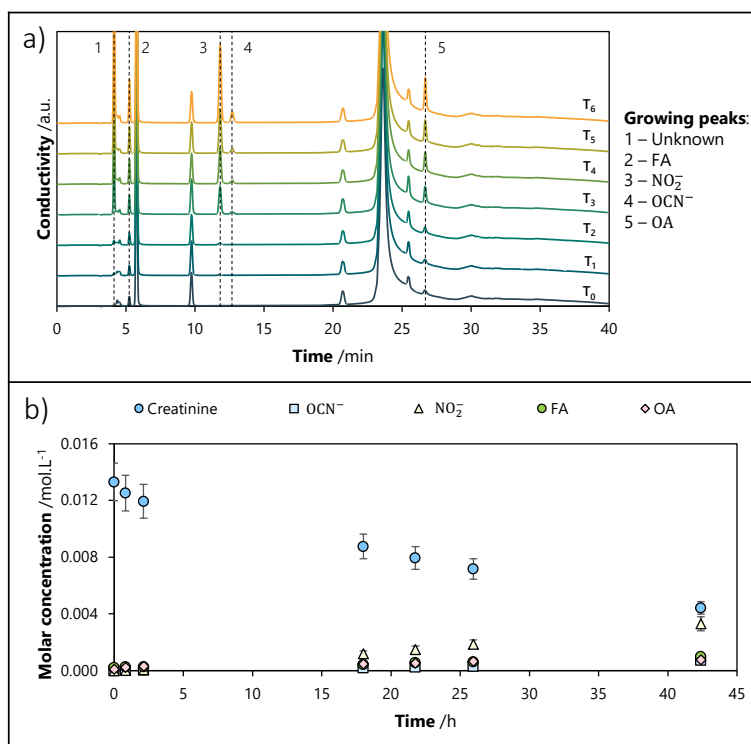 a)
1
2
3
4
5
T₆
T₅
T₄
T₃
T₂
T₁
T₀
Conductivity /a.u.
0
5
10
15
20
25
30
35
40
Time /min
Growing peaks:
1 – Unknown
2 – FA
3 – NO₂⁻
4 – OCN⁻
5 – OA
b)
Creatinine
OCN⁻
NO₂⁻
FA
OA
Molar concentration /mol.L⁻¹
0.016
0.012
0.008
0.004
0.000
0
5
10
15
20
25
30
35
40
45
Time /h